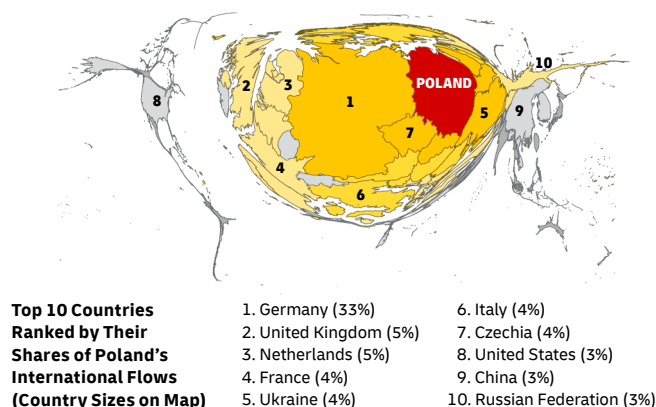 10
POLAND
2
3
8
1
5
9
7
4
6
Top 10 Countries
Ranked by Their
Shares of Poland's
International Flows
(Country Sizes on Map)
1. Germany (33%)
2. United Kingdom (5%)
3. Netherlands (5%)
4. France (4%)
5. Ukraine (4%)
6. Italy (4%)
7. Czechia (4%)
8. United States (3%)
9. China (3%)
10. Russian Federation (3%)